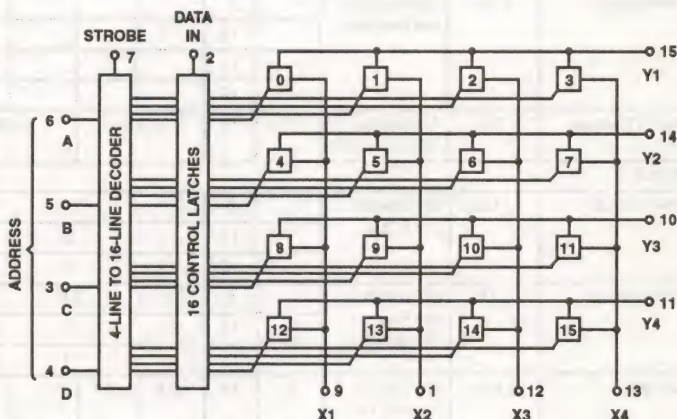 DATA
STROBE IN
7 2
15
0 1 2 3
Y1
6
A
14
4 5 6 7
Y2
5
B
10
8 9 10 11
Y3
3
C
11
12 13 14 15
Y4
4
D
ADDRESS
4-LINE TO 16-LINE DECODER
16 CONTROL LATCHES
9 1 12 13
X1 X2 X3 X4